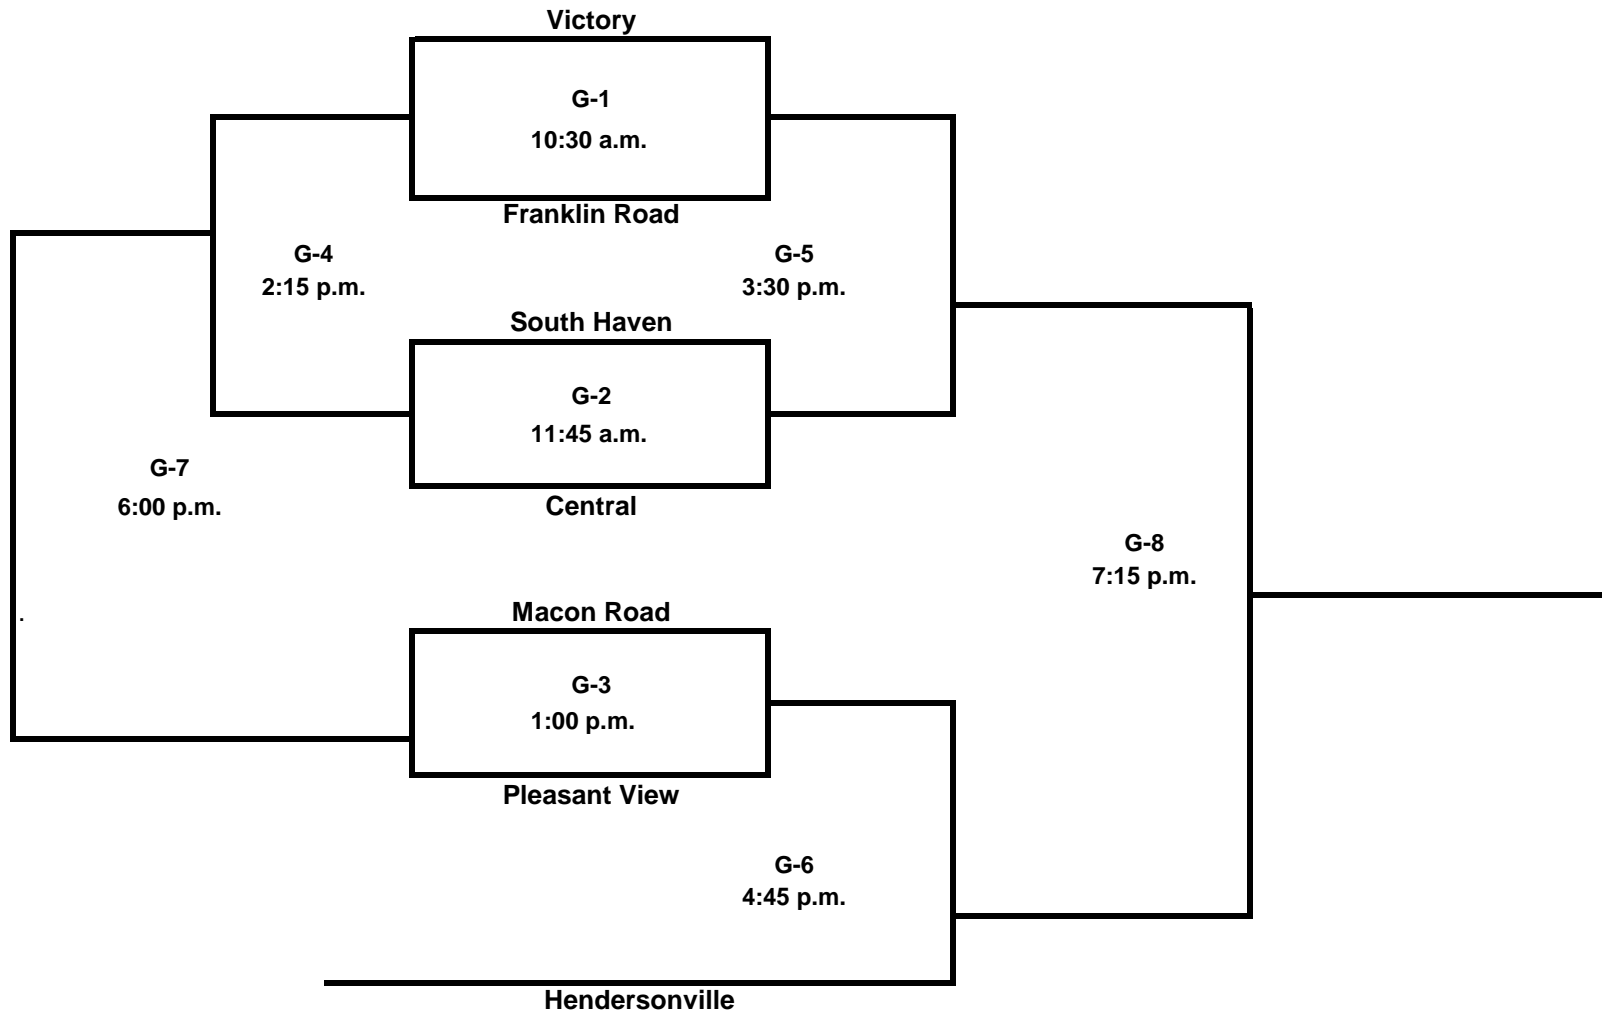 Victory
G-1
10:30 a.m.
Franklin Road
G-4
2:15 p.m.
G-5
3:30 p.m.
South Haven
G-2
11:45 a.m.
Central
G-7
6:00 p.m.
G-8
7:15 p.m.
Macon Road
.
G-3
1:00 p.m.
Pleasant View
G-6
4:45 p.m.
Hendersonville